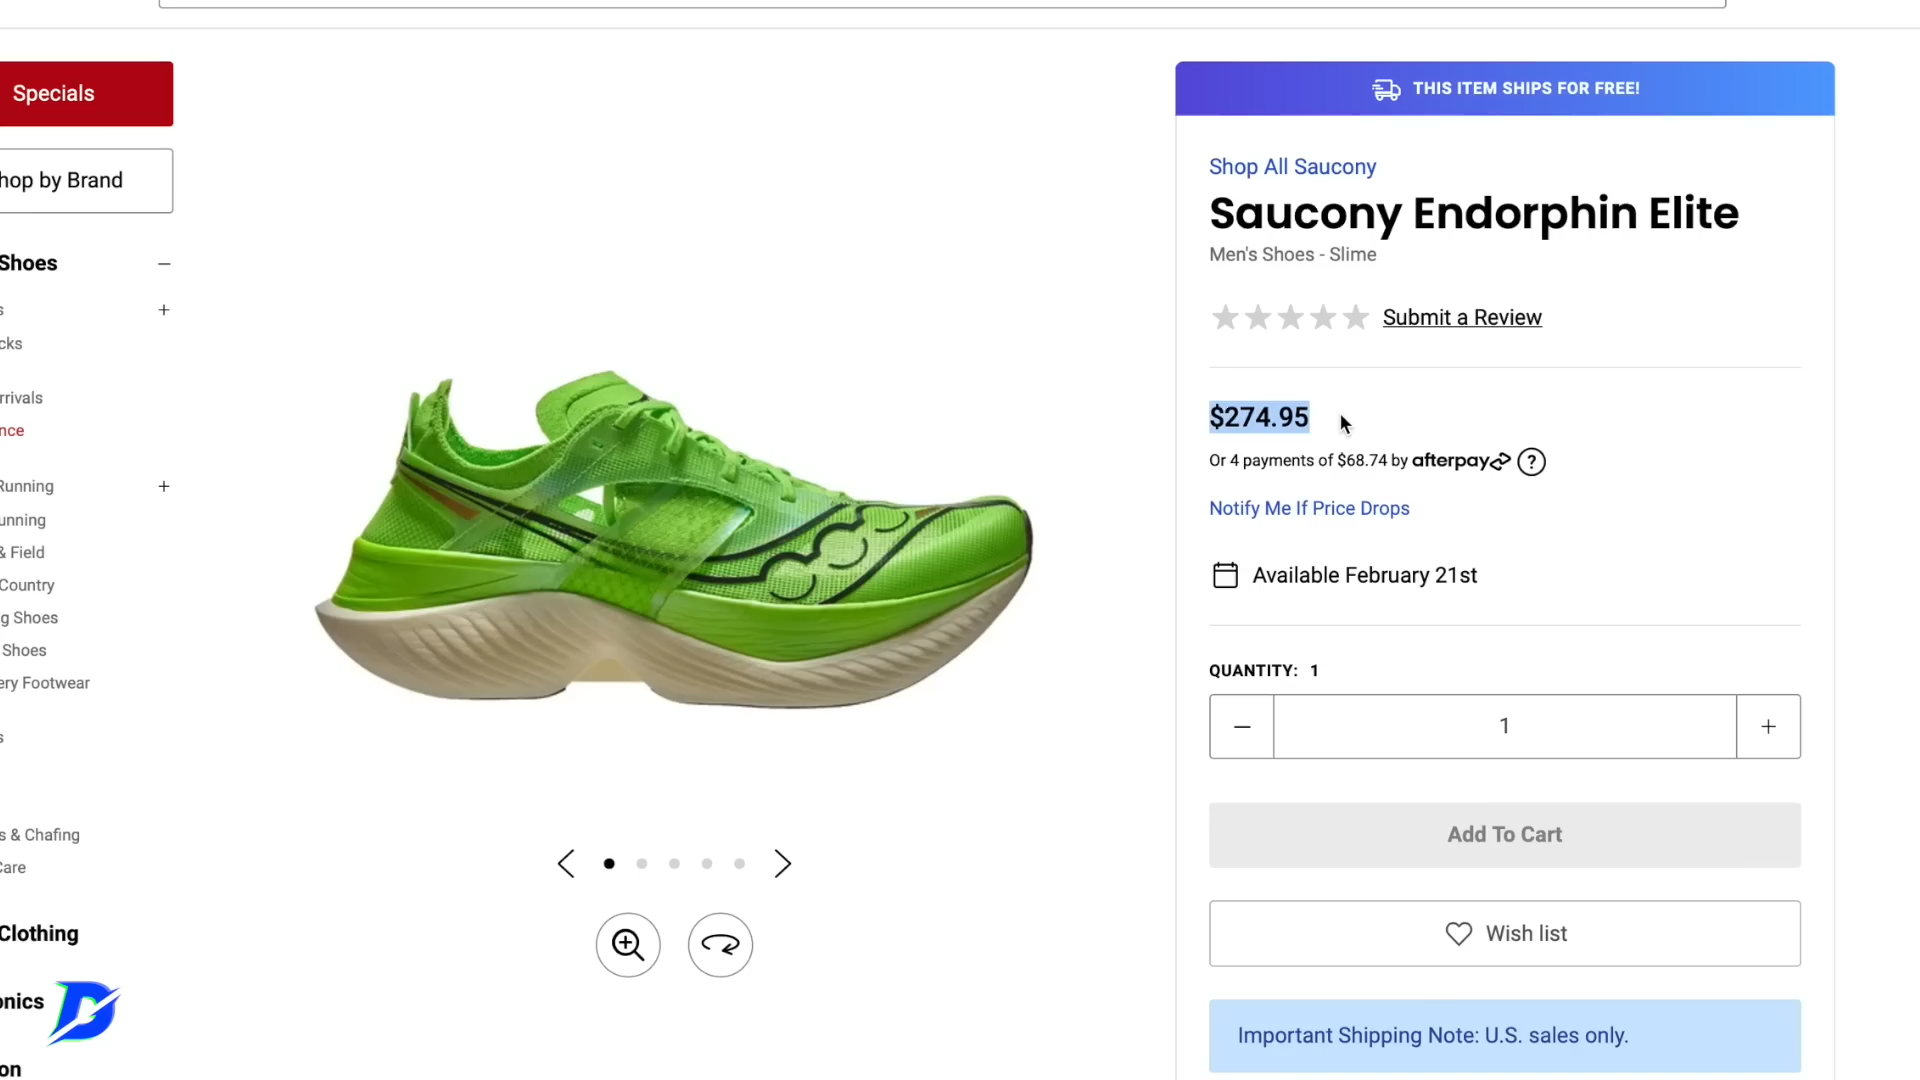 Specials
hop by Brand
Shoes
s
cks
rrivals
nce
Running
unning
& Field
Country
g Shoes
Shoes
ery Footwear
s
s & Chafing
Care
Clothing
onics
on
THIS ITEM SHIPS FOR FREE!
Shop All Saucony
Saucony Endorphin Elite
Men's Shoes - Slime
Submit a Review
$274.95
Or 4 payments of $68.74 by afterpay ?
Notify Me If Price Drops
Available February 21st
QUANTITY: 1
1
Add To Cart
Wish list
Important Shipping Note: U.S. sales only.